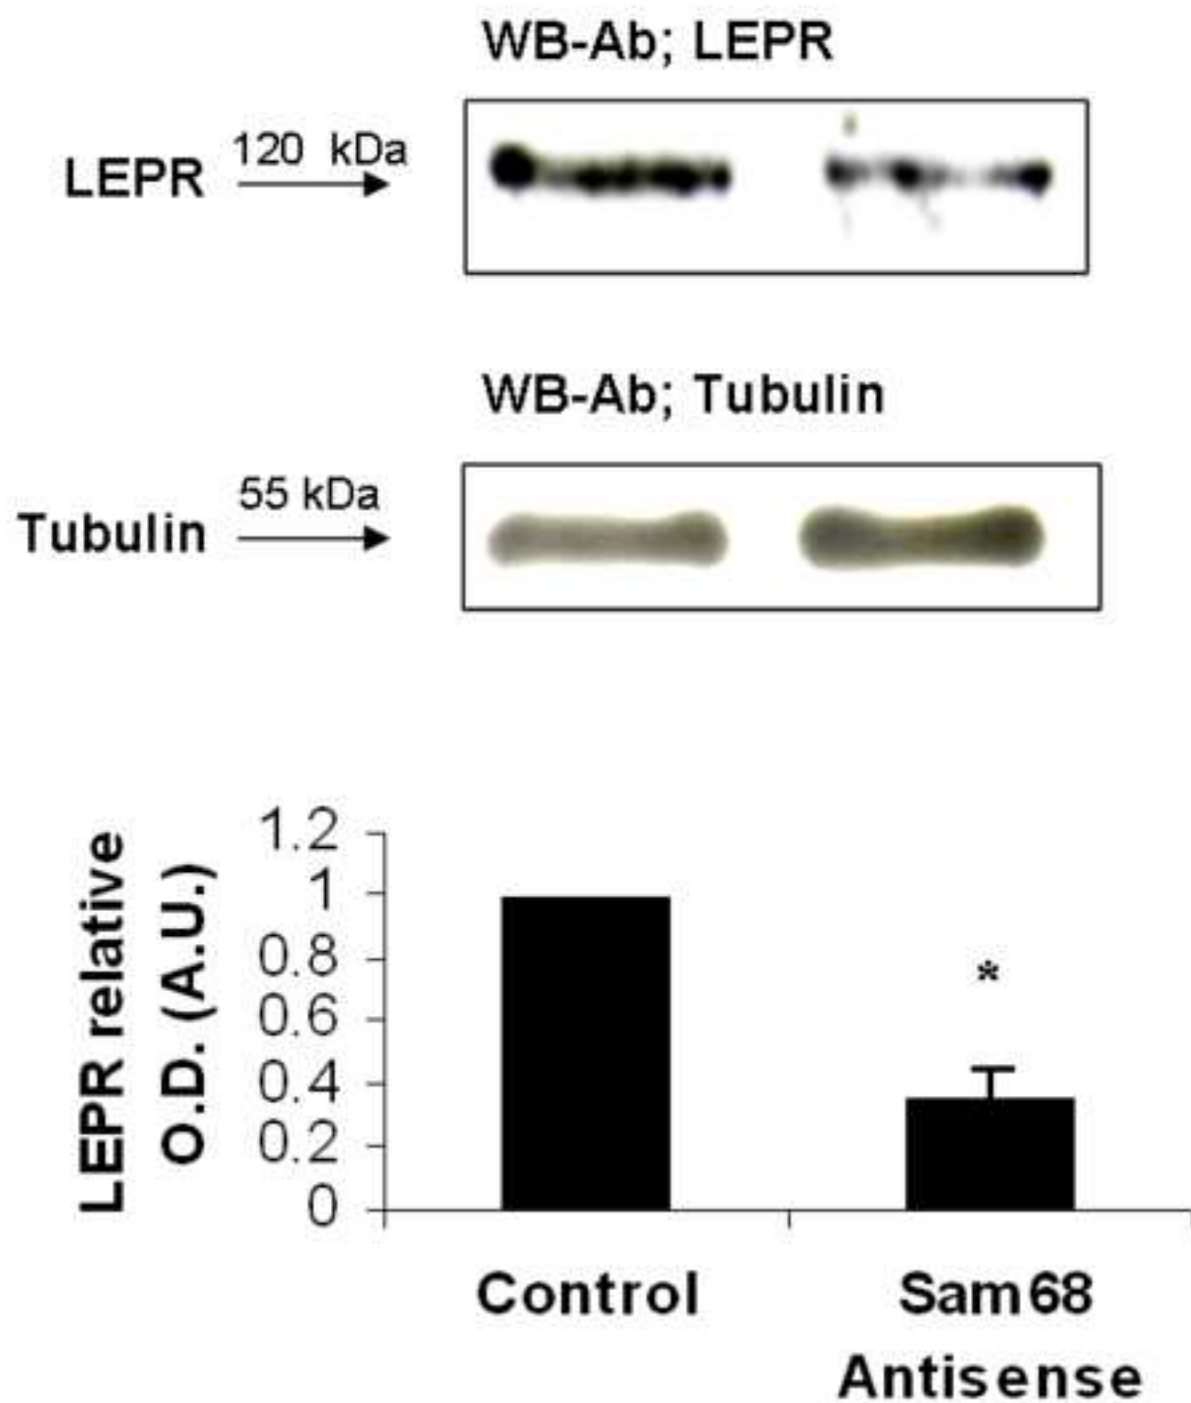 WB-Ab; LEPR
120 kDa
LEPR
WB-Ab; Tubulin
55 kDa
Tubulin
LEPR relative
O.D. (A.U.)
1.2
1
0.8
0.6
0.4
0.2
0
*
Control
Sam68
Antisense